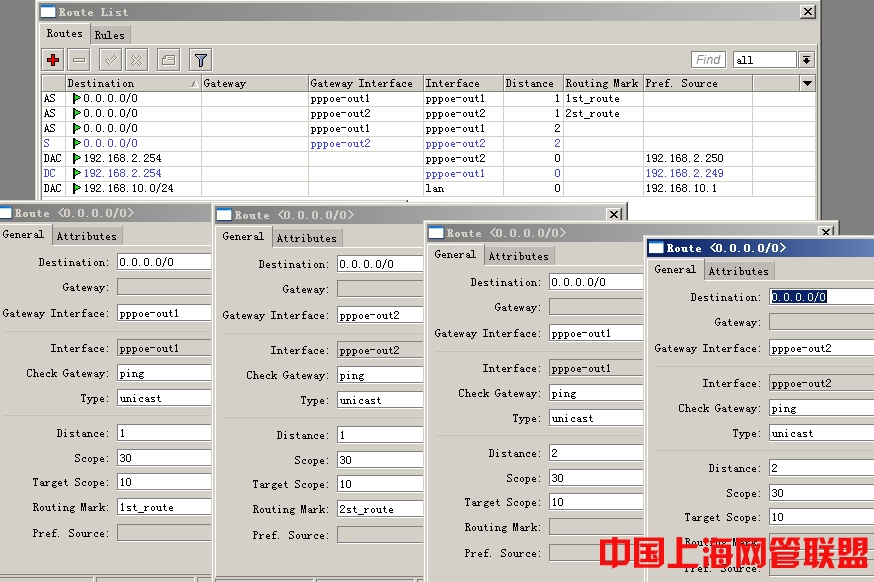 Route List
Routes Rules
Find all
Destination Gateway Gateway Interface Interface Distance Routing Mark Pref. Source
AS 0.0.0.0/0 pppoe-out1 pppoe-out1 1 1st_route
AS 0.0.0.0/0 pppoe-out2 pppoe-out2 1 2st_route
AS 0.0.0.0/0 pppoe-out1 pppoe-out1 2
S 0.0.0.0/0 pppoe-out2 pppoe-out2 2
DAC 192.168.2.254 pppoe-out2 0 192.168.2.250
DC 192.168.2.254 pppoe-out1 0 192.168.2.249
DAC 192.168.10.0/24 lan 0 192.168.10.1
Route <0.0.0.0/0>
General Attributes
Destination: 0.0.0.0/0
Gateway:
Gateway Interface: pppoe-out1
Interface: pppoe-out1
Check Gateway: ping
Type: unicast
Distance: 1
Scope: 30
Target Scope: 10
Routing Mark: 1st_route
Pref. Source:
Route <0.0.0.0/0>
General Attributes
Destination: 0.0.0.0/0
Gateway:
Gateway Interface: pppoe-out2
Interface: pppoe-out2
Check Gateway: ping
Type: unicast
Distance: 1
Scope: 30
Target Scope: 10
Routing Mark: 2st_route
Pref. Source:
Route <0.0.0.0/0>
General Attributes
Destination: 0.0.0.0/0
Gateway:
Gateway Interface: pppoe-out1
Interface: pppoe-out1
Check Gateway: ping
Type: unicast
Distance: 2
Scope: 30
Target Scope: 10
Routing Mark:
Pref. Source:
Route <0.0.0.0/0>
General Attributes
Destination: 0.0.0.0/0
Gateway:
Gateway Interface: pppoe-out2
Interface: pppoe-out2
Check Gateway: ping
Type: unicast
Distance: 2
Scope: 30
Target Scope: 10
Routing Mark:
Pref. Source:
中国上海网管联盟